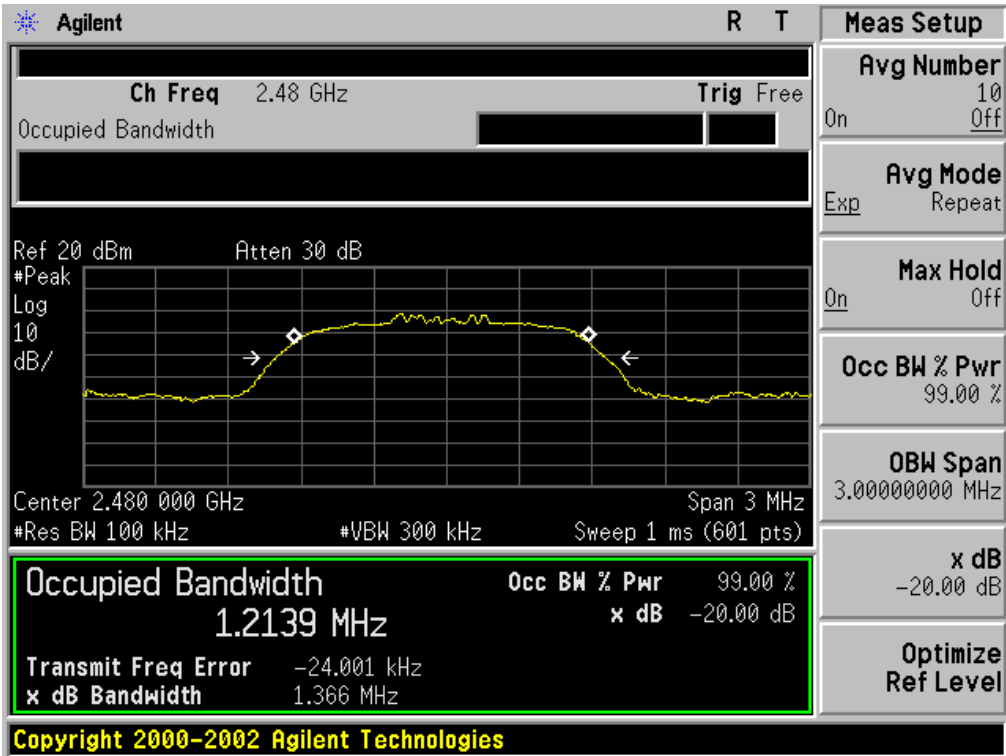 Agilent R T
Ch Freq 2.48 GHz Trig Free
Occupied Bandwidth
Ref 20 dBm Atten 30 dB
#Peak
Log
10
dB/
Center 2.480 000 GHz Span 3 MHz
#Res BW 100 kHz #VBW 300 kHz Sweep 1 ms (601 pts)
Occupied Bandwidth
1.2139 MHz
Occ BW % Pwr 99.00 %
x dB -20.00 dB
Transmit Freq Error -24.001 kHz
x dB Bandwidth 1.366 MHz
Copyright 2000-2002 Agilent Technologies
Meas Setup
Avg Number
10
On Off
Avg Mode
Exp Repeat
Max Hold
On Off
Occ BW % Pwr
99.00 %
OBW Span
3.00000000 MHz
x dB
-20.00 dB
Optimize
Ref Level